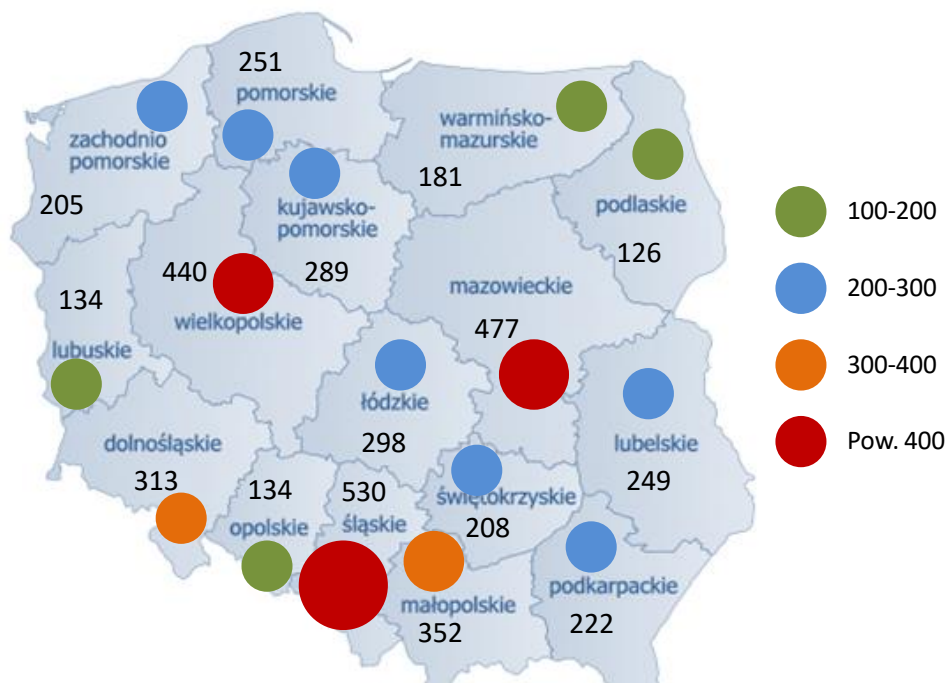 251
pomorskie
zachodnio
pomorskie
205
warmińsko-
mazurskie
181
podlaskie
126
kujawsko-
pomorskie
289
440
wielkopolskie
134
lubuskie
mazowieckie
477
łódzkie
298
lubelskie
249
dolnośląskie
313
134
opolskie
530
śląskie
świętokrzyskie
208
małopolskie
352
podkarpackie
222
100-200
200-300
300-400
Pow. 400